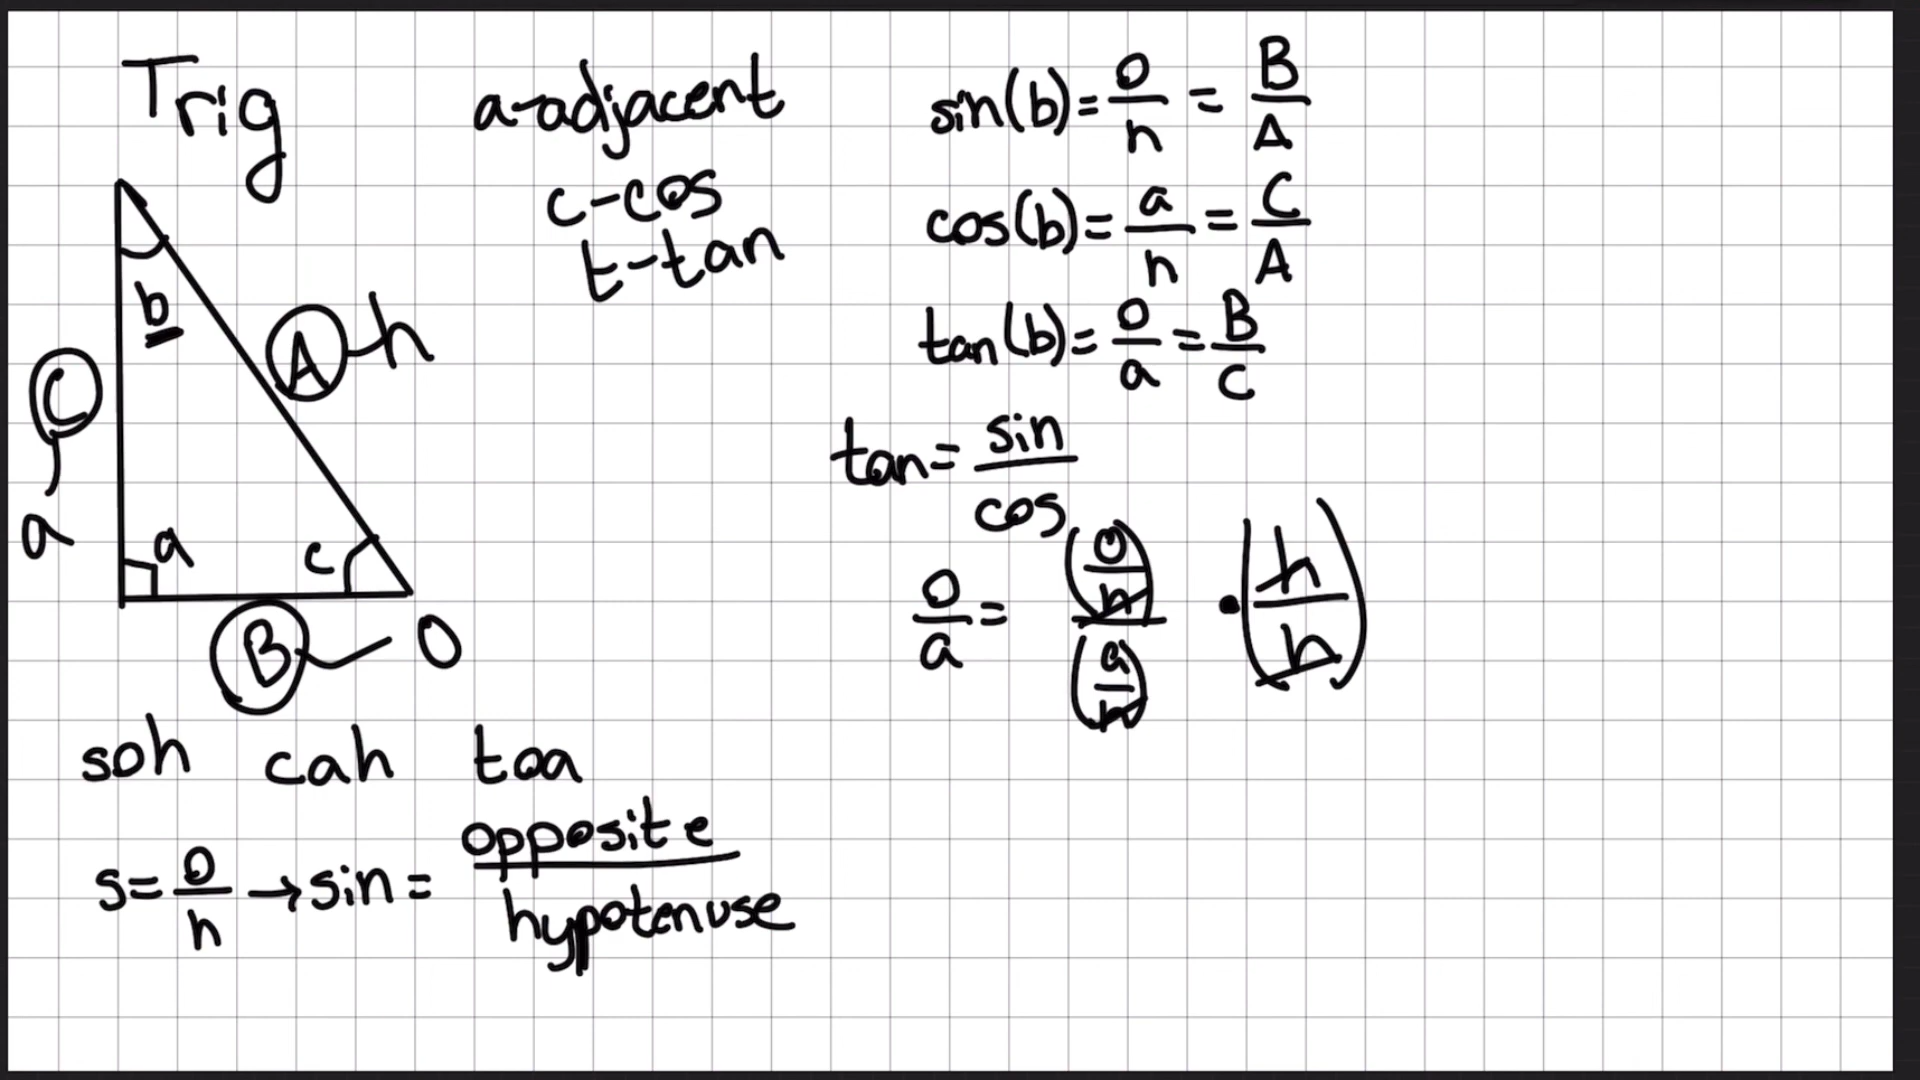 Trig
a-adjacent
c-cos
t-tan
b
A-h
C
a
a
c
B-O
soh cah toa
s=o/h→sin=opposite/hypotenuse
sin(b)=o/h=B/A
cos(b)=a/h=C/A
tan(b)=o/a=B/C
tan=sin/cos
o/a=(o/h)/(a/h)·(h/h)